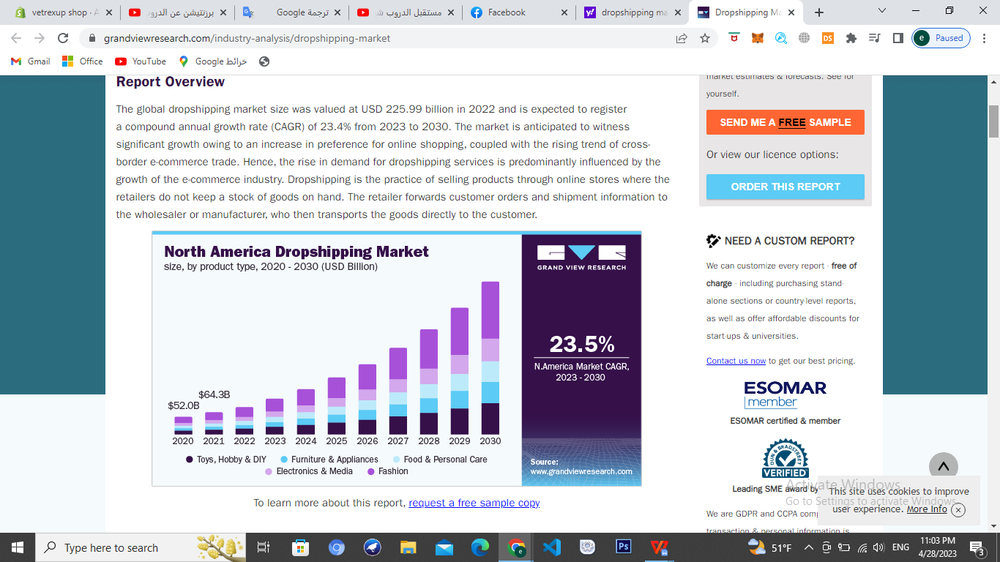 vetrexup shop · A
برزنتيشن عن الدروب
ترجمة Google
مستقبل الدروب ش
Facebook
dropshipping ma
Dropshipping Ma
grandviewresearch.com/industry-analysis/dropshipping-market
e
Paused
Gmail
Office
YouTube
خرائط Google
Report Overview
The global dropshipping market size was valued at USD 225.99 billion in 2022 and is expected to register
a compound annual growth rate (CAGR) of 23.4% from 2023 to 2030. The market is anticipated to witness
significant growth owing to an increase in preference for online shopping, coupled with the rising trend of cross-
border e-commerce trade. Hence, the rise in demand for dropshipping services is predominantly influenced by the
growth of the e-commerce industry. Dropshipping is the practice of selling products through online stores where the
retailers do not keep a stock of goods on hand. The retailer forwards customer orders and shipment information to
the wholesaler or manufacturer, who then transports the goods directly to the customer.
North America Dropshipping Market
size, by product type, 2020 - 2030 (USD Billion)
$52.0B
$64.3B
2020 2021 2022 2023 2024 2025 2026 2027 2028 2029 2030
Toys, Hobby & DIY Furniture & Appliances Food & Personal Care
Electronics & Media Fashion
GRAND VIEW RESEARCH
23.5%
N.America Market CAGR,
2023 - 2030
Source:
www.grandviewresearch.com
To learn more about this report, request a free sample copy
market estimates & forecasts. See for
yourself.
SEND ME A FREE SAMPLE
Or view our licence options:
ORDER THIS REPORT
NEED A CUSTOM REPORT?
We can customize every report - free of
charge - including purchasing stand-
alone sections or country-level reports,
as well as offer affordable discounts for
start-ups & universities.
Contact us now to get our best pricing.
ESOMAR
member
ESOMAR certified & member
DUN & BRADSTREET
VERIFIED
Leading SME award by
We are GDPR and CCPA comp
transaction & personal information is
Activate Windows
Go to Settings to activate Windows.
This site uses cookies to improve
user experience. More Info
Type here to search
DS
Ps
51°F
ENG
11:03 PM
4/28/2023
3